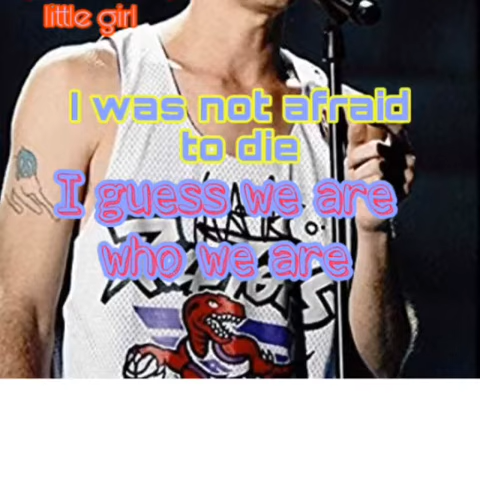 little girl
I was not afraid
to die
I guess we are
who we are